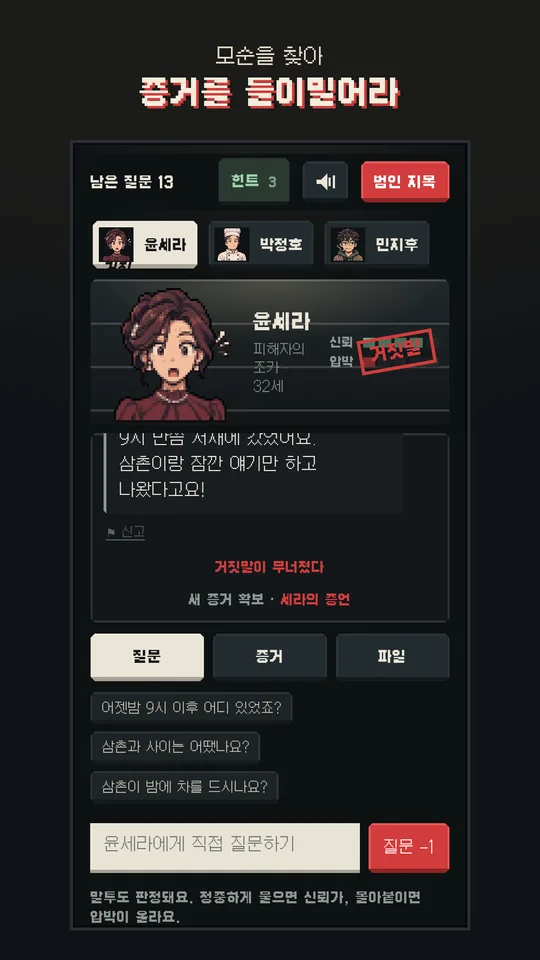 모순을 찾아
증거를 들이밀어라
남은 질문 13
힌트 3
범인 지목
윤세라
박정호
민지후
윤세라
피해자의
조카 ·
32세
신뢰
압박
거짓말
9시 반쯤 서재에 갔었어요.
삼촌이랑 잠깐 얘기만 하고
나왔다고요!
신고
거짓말이 무너졌다
새 증거 확보 · 세라의 증언
질문
증거
파일
어젯밤 9시 이후 어디 있었죠?
삼촌과 사이는 어땠나요?
삼촌이 밤에 차를 드시나요?
윤세라에게 직접 질문하기
질문 -1
말투도 판정돼요. 정중하게 물으면 신뢰가, 몰아붙이면
압박이 올라요.